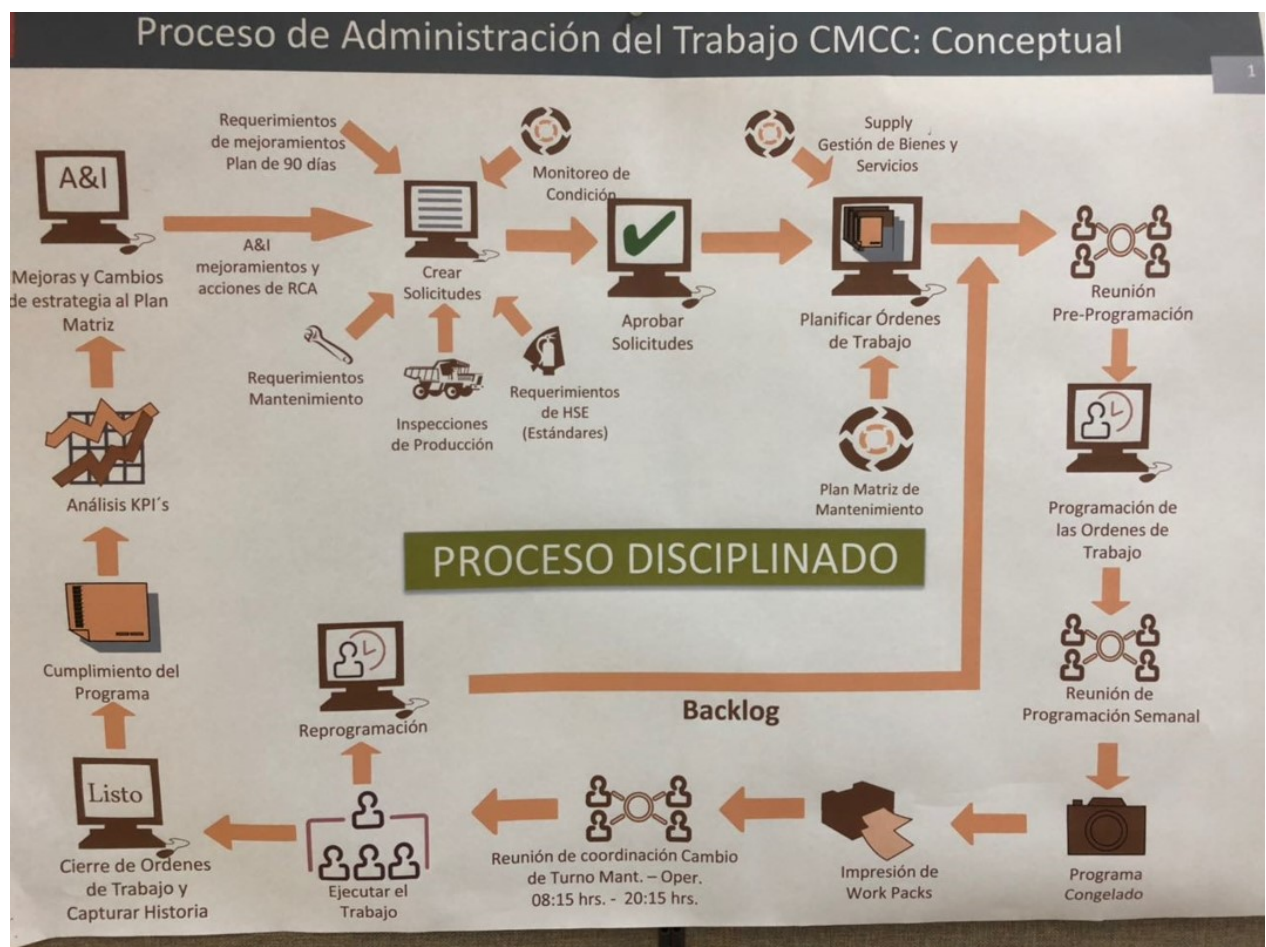 Proceso de Administración del Trabajo CMCC: Conceptual
1
Requerimientos
de mejoramientos
Plan de 90 días
Monitoreo de
Condición
Supply
Gestión de Bienes y
Servicios
A&I
Mejoras y Cambios
de estrategia al Plan
Matriz
A&I
mejoramientos y
acciones de RCA
Crear
Solicitudes
Aprobar
Solicitudes
Planificar Órdenes
de Trabajo
Reunión
Pre-Programación
Requerimientos
Mantenimiento
Inspecciones
de Producción
Requerimientos
de HSE
(Estándares)
Plan Matriz de
Mantenimiento
Programación de
las Ordenes de
Trabajo
Análisis KPI´s
PROCESO DISCIPLINADO
Cumplimiento del
Programa
Reprogramación
Backlog
Reunión de
Programación Semanal
Listo
Cierre de Ordenes
de Trabajo y
Capturar Historia
Ejecutar el
Trabajo
Reunión de coordinación Cambio
de Turno Mant. – Oper.
08:15 hrs. - 20:15 hrs.
Impresión de
Work Packs
Programa
Congelado